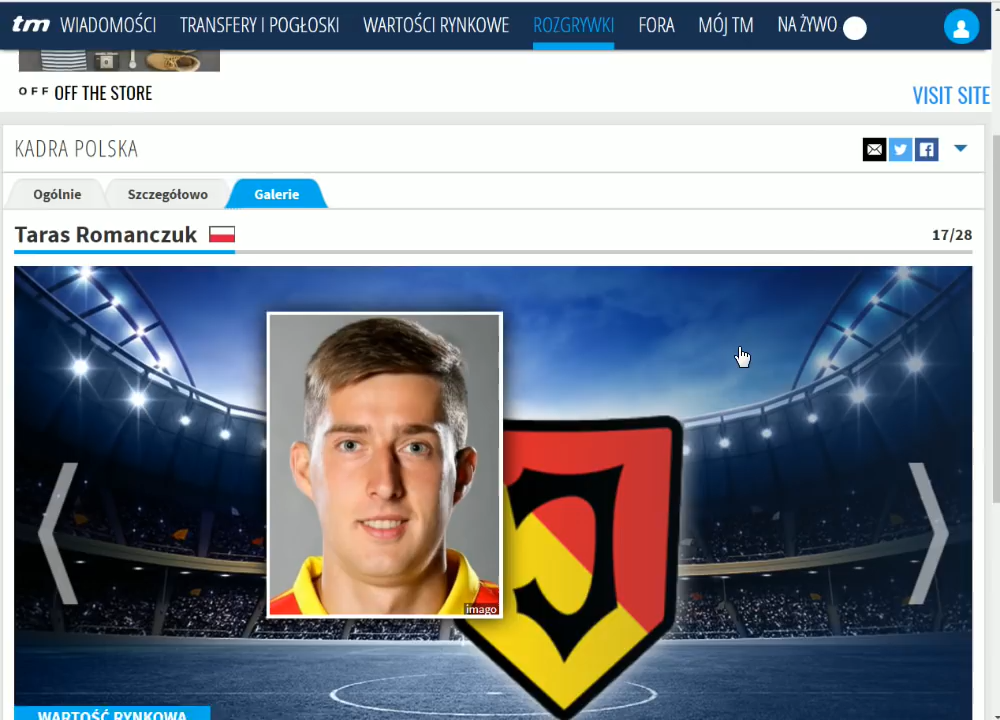 tm WIADOMOŚCI TRANSFERY I POGŁOSKI WARTOŚCI RYNKOWE ROZGRYWKI FORA MÓJ TM NA ŻYWO
OFF OFF THE STORE
VISIT SITE
KADRA POLSKA
Ogólnie Szczegółowo Galerie
Taras Romanczuk 17/28
imago
WARTOŚĆ RYNKOWA